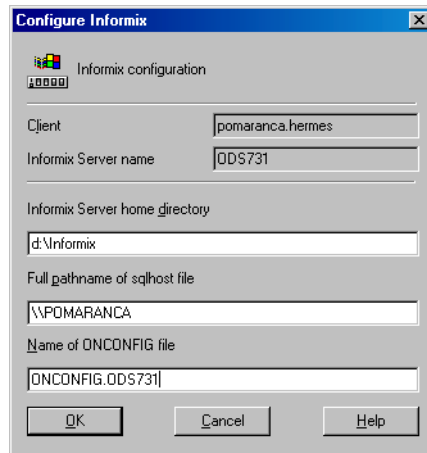 Configure Informix
Informix configuration
Client pomaranca.hermes
Informix Server name ODS731
Informix Server home directory
d:\Informix
Full pathname of sqlhost file
\\POMARANCA
Name of ONCONFIG file
ONCONFIG.ODS731
OK Cancel Help